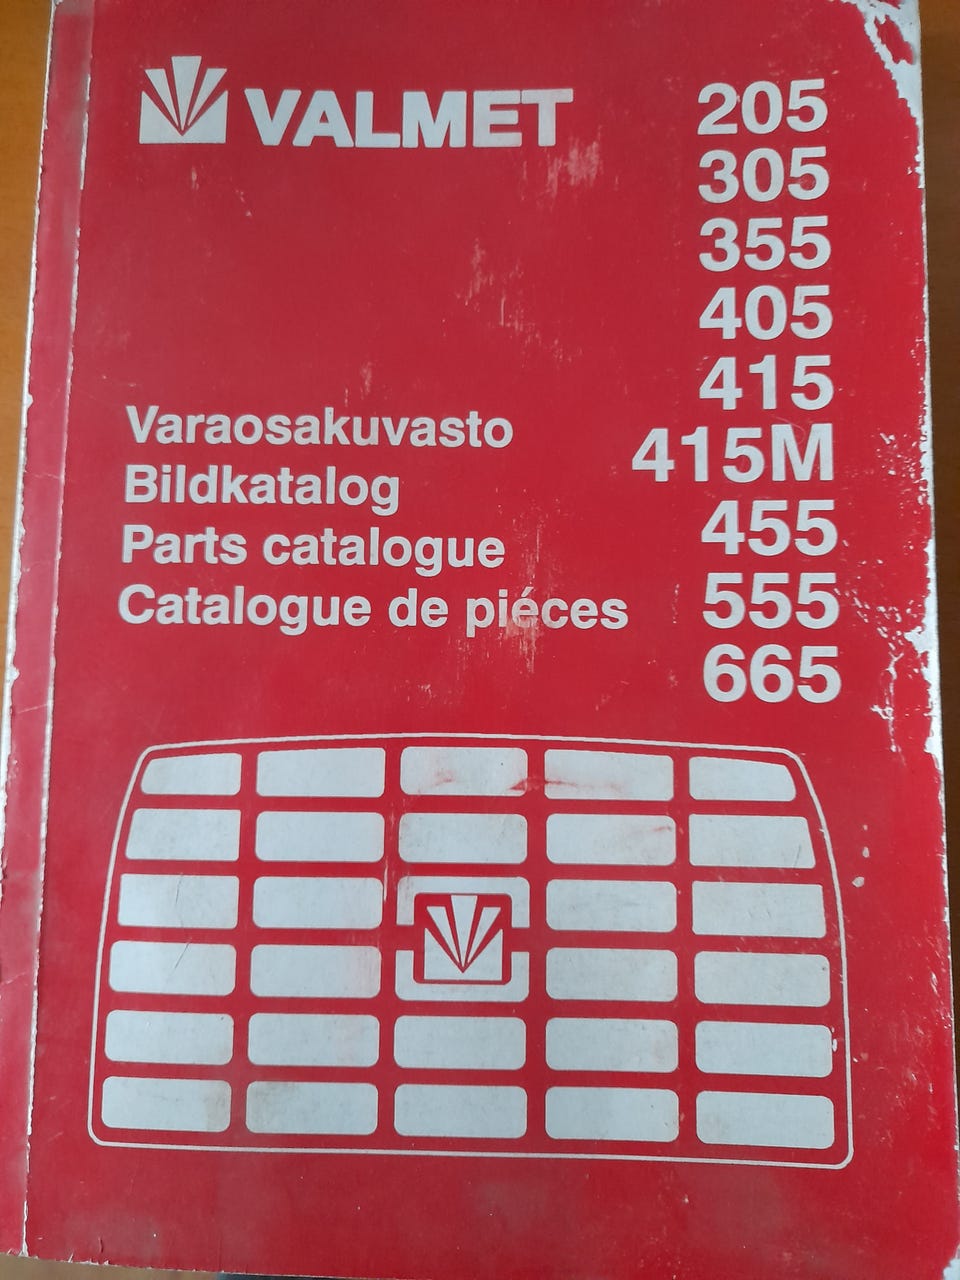 VALMET
205
305
355
405
415
415M
455
555
665
Varaosakuvasto
Bildkatalog
Parts catalogue
Catalogue de piéces